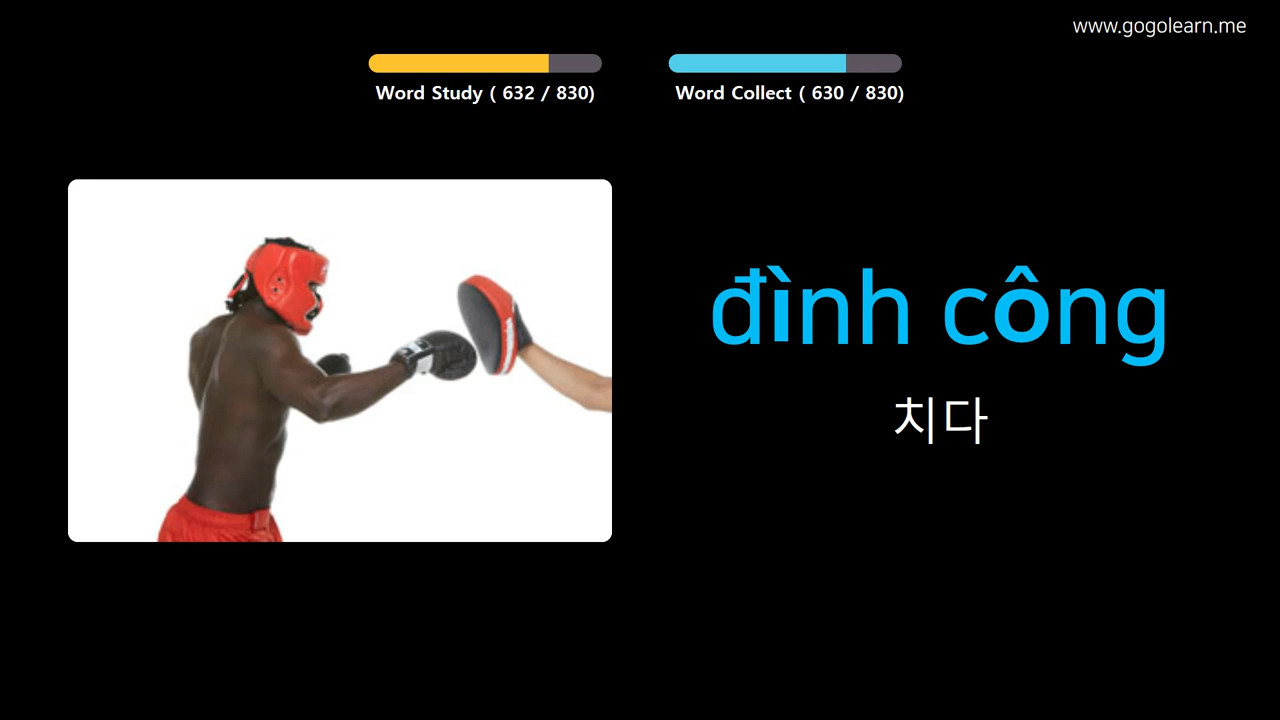 www.gogolearn.me
Word Study ( 632 / 830)
Word Collect ( 630 / 830)
đình công
치다